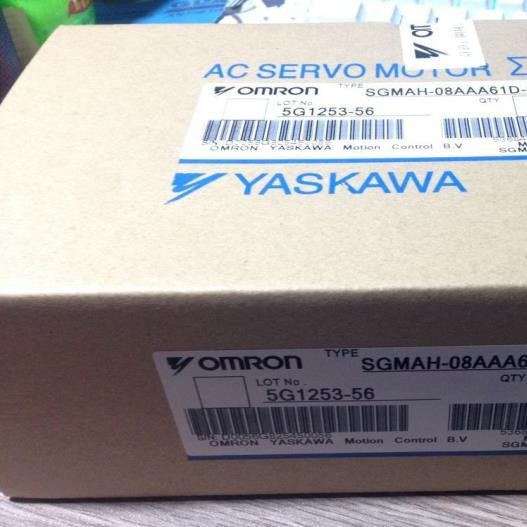 AC SERVO MOTOR Σ
OMRON TYPE SGMAH-08AAA61D-
LOT No QTY
5G1253-56
OMRON YASKAWA Motion Control B.V
YASKAWA
OMRON TYPE SGMAH-08AAA6
LOT No. QTY
5G1253-56
S/N D0056G825450056
OMRON YASKAWA Motion Control B.V